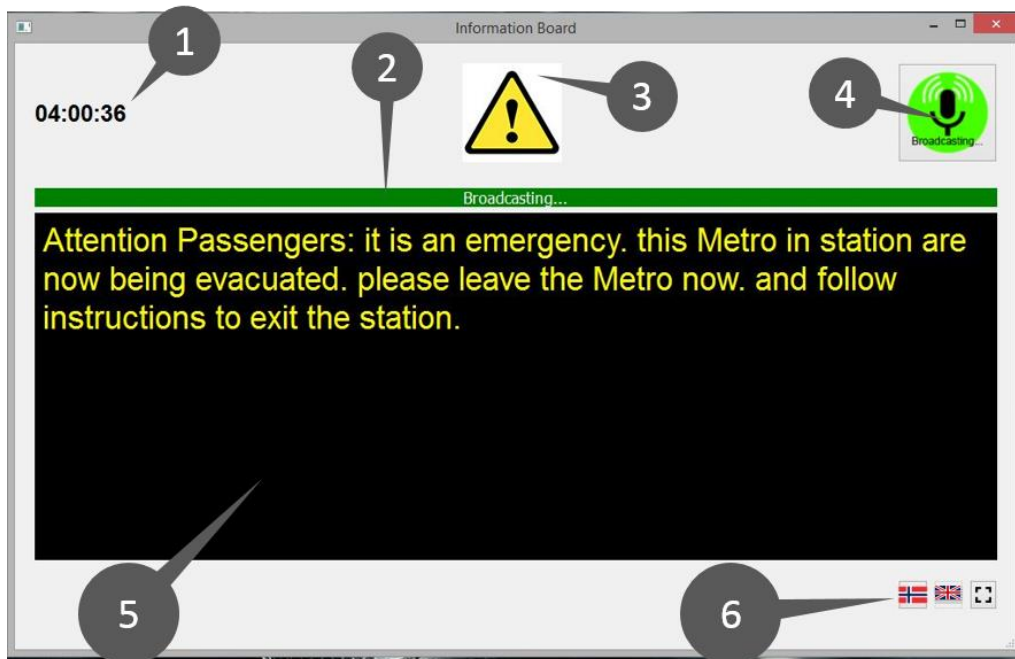 Information Board
1
2
3
4
04:00:36
Broadcasting...
Broadcasting...
Attention Passengers: it is an emergency. this Metro in station are
now being evacuated. please leave the Metro now. and follow
instructions to exit the station.
5
6